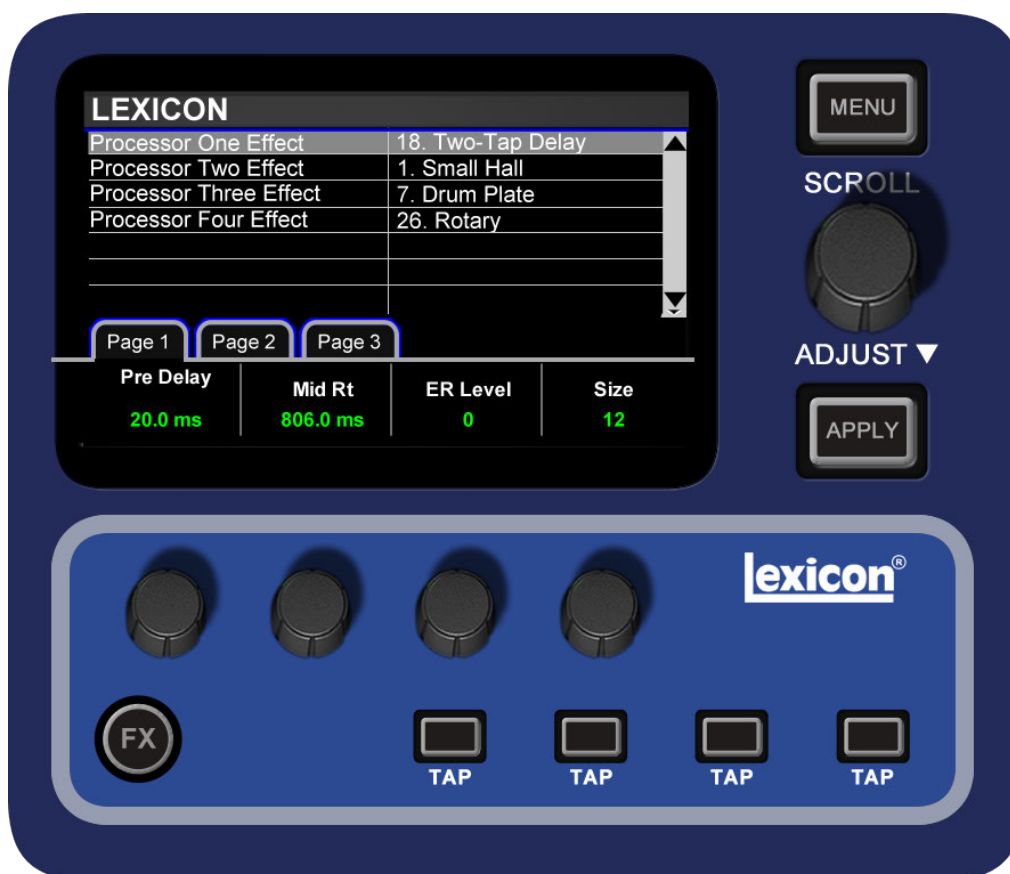 LEXICON
Processor One Effect 18. Two-Tap Delay
Processor Two Effect 1. Small Hall
Processor Three Effect 7. Drum Plate
Processor Four Effect 26. Rotary
Page 1 Page 2 Page 3
Pre Delay Mid Rt ER Level Size
20.0 ms 806.0 ms 0 12
MENU
SCROLL
ADJUST ▼
APPLY
lexicon®
FX
TAP TAP TAP TAP